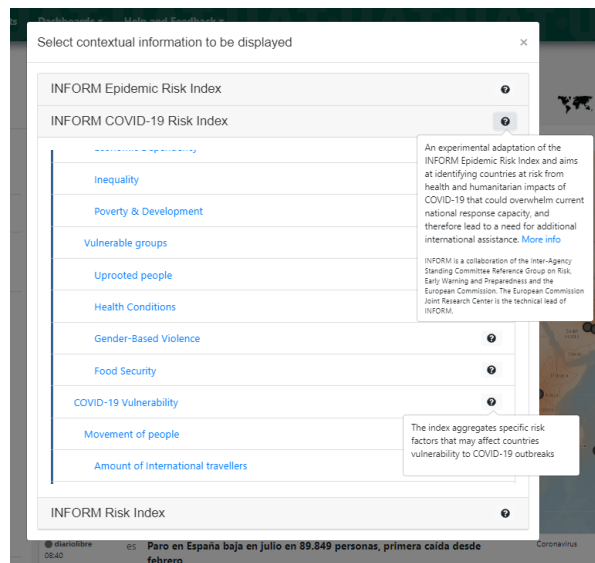 Dashboards Help and Feedback
Select contextual information to be displayed ×
INFORM Epidemic Risk Index
INFORM COVID-19 Risk Index
An experimental adaptation of the
INFORM Epidemic Risk Index and aims
at identifying countries at risk from
health and humanitarian impacts of
COVID-19 that could overwhelm current
national response capacity, and
therefore lead to a need for additional
international assistance. More info
INFORM is a collaboration of the Inter-Agency
Standing Committee Reference Group on Risk,
Early Warning and Preparedness and the
European Commission. The European Commission
Joint Research Center is the technical lead of
INFORM.
Economic Dependency
Inequality
Poverty & Development
Vulnerable groups
Uprooted people
Health Conditions
Gender-Based Violence
Food Security
COVID-19 Vulnerability
The index aggregates specific risk
factors that may affect countries
vulnerability to COVID-19 outbreaks
Movement of people
Amount of International travellers
INFORM Risk Index
diariolibre
08:40
es Paro en España baja en julio en 89.849 personas, primera caída desde
febrero
Coronavirus